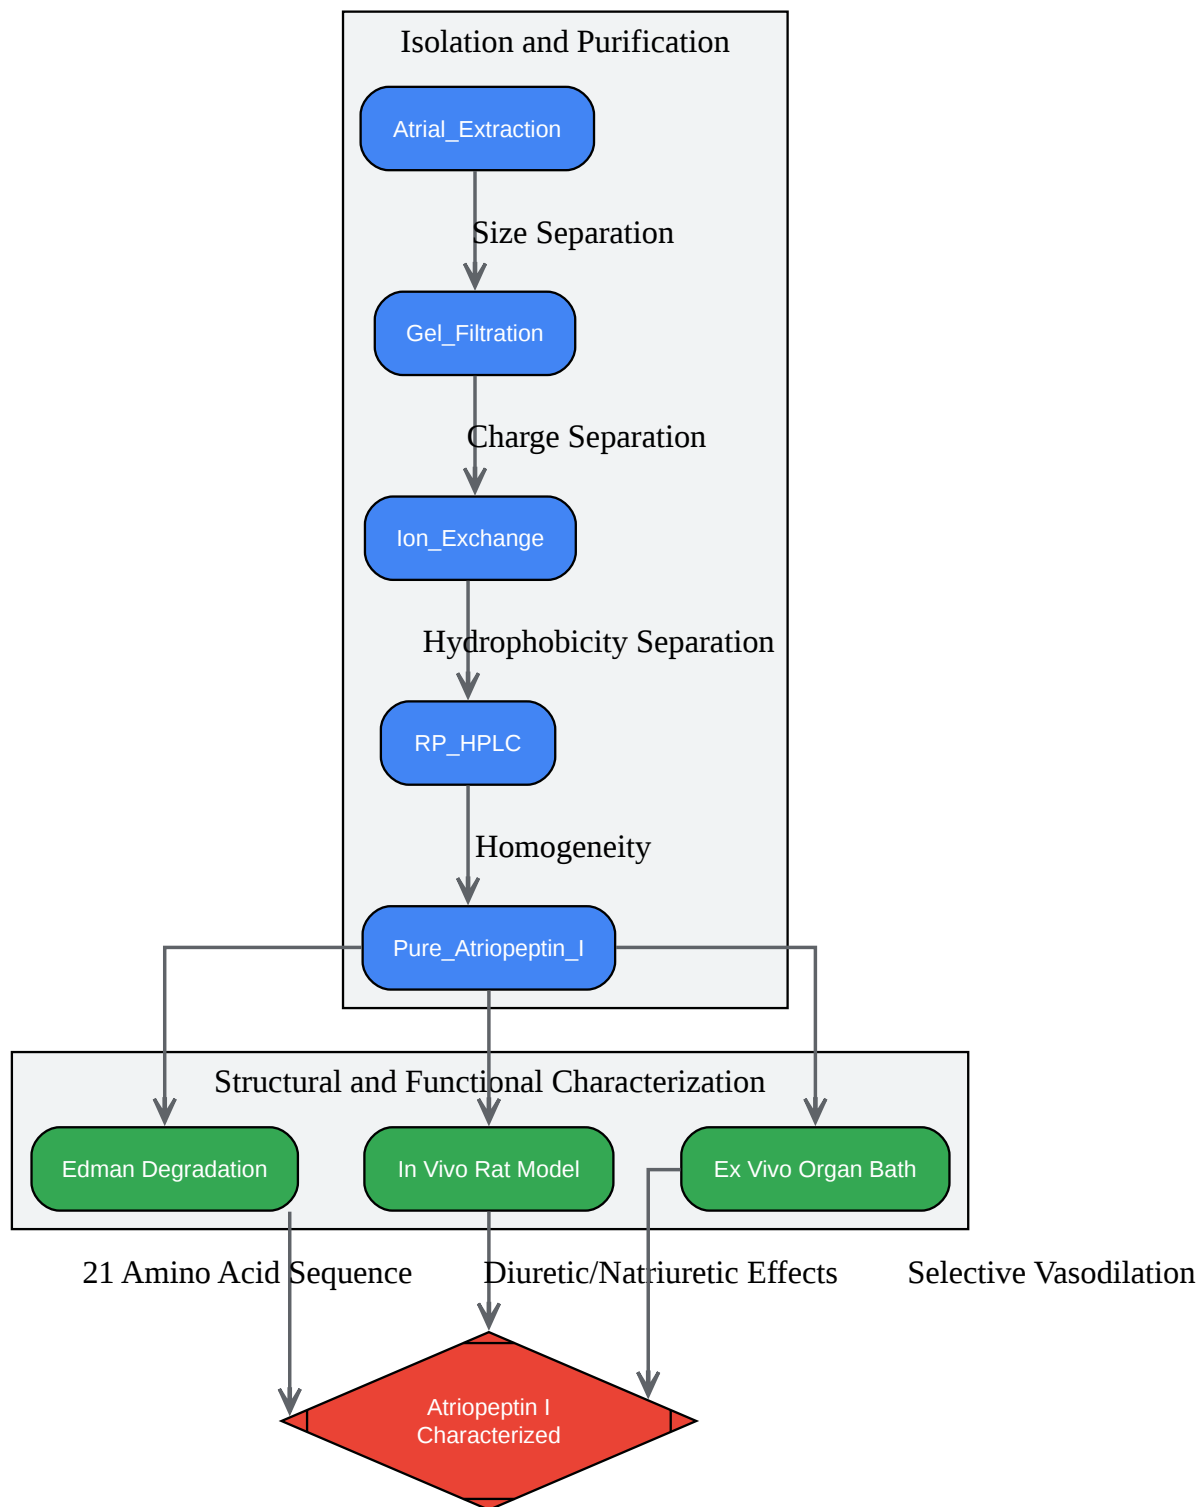 Isolation and Purification
Atrial_Extraction
Size Separation
Gel_Filtration
Charge Separation
Ion_Exchange
Hydrophobicity Separation
RP_HPLC
Homogeneity
Pure_Atriopeptin_I
Structural and Functional Characterization
Edman Degradation
In Vivo Rat Model
Ex Vivo Organ Bath
21 Amino Acid Sequence
Diuretic/Natriuretic Effects
Selective Vasodilation
Atriopeptin I
Characterized